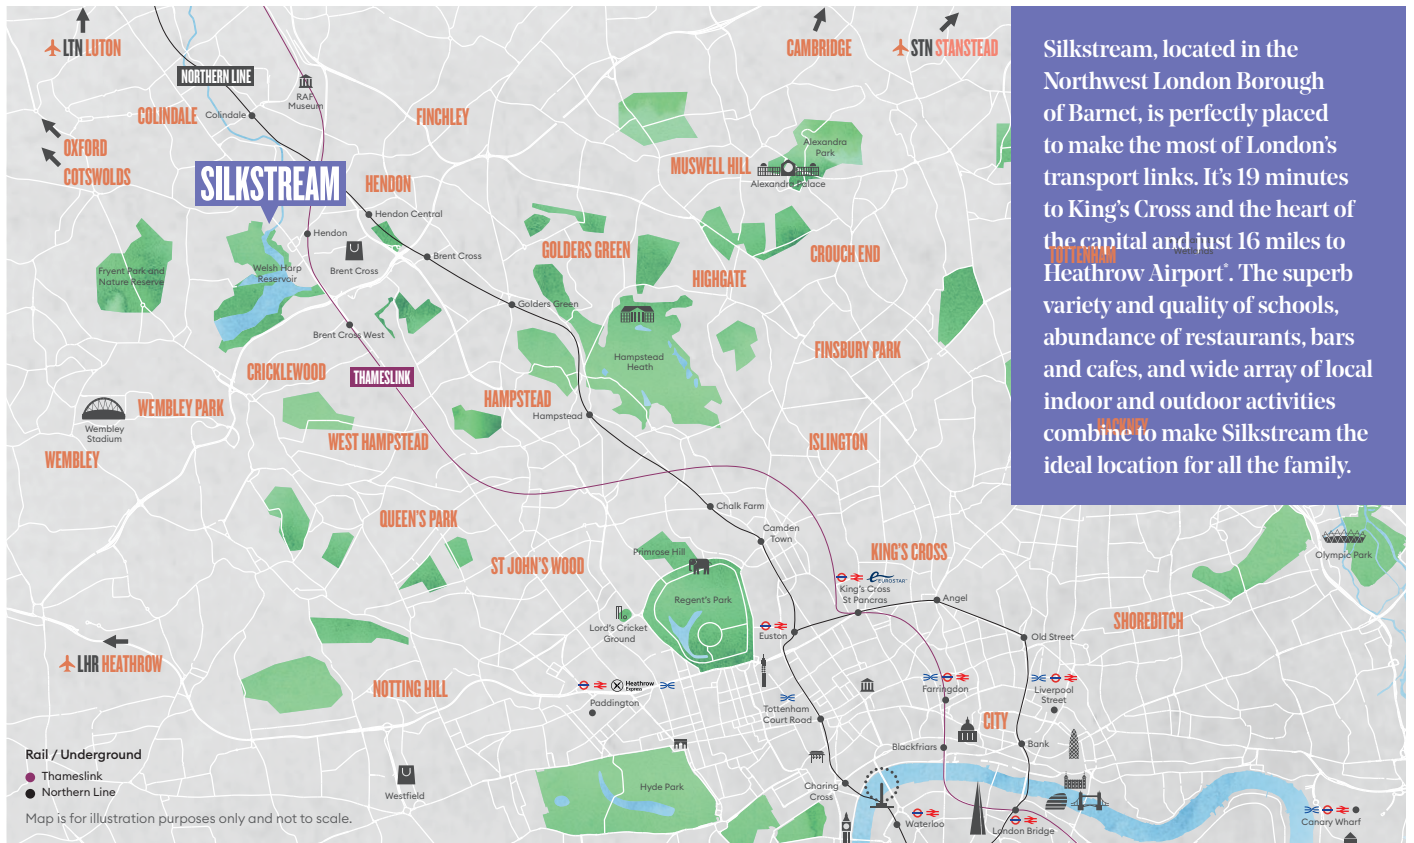 LTN LUTON
CAMBRIDGE
STN STANSTEAD
NORTHERN LINE
RAF
Museum
COLINDALE
Colindale
FINCHLEY
OXFORD
COTSWOLDS
SILKSTREAM
HENDON
Hendon Central
MUSWELL HILL
Alexandra
Park
Alexandra Palace
Hendon
GOLDERS GREEN
CROUCH END
HIGHGATE
Fryent Park and
Nature Reserve
Welsh Harp
Reservoir
Brent Cross
Brent Cross
Golders Green
Brent Cross West
Hampstead
Heath
FINSBURY PARK
CRICKLEWOOD
THAMESLINK
WEMBLEY PARK
Wembley
Stadium
HAMPSTEAD
Hampstead
WEST HAMPSTEAD
ISLINGTON
WEMBLEY
QUEEN'S PARK
Chalk Farm
Camden
Town
ST JOHN'S WOOD
Primrose Hill
KING'S CROSS
EUROSTAR
King's Cross
St Pancras
Regent's Park
Angel
Lord's Cricket
Ground
Euston
Old Street
SHOREDITCH
Olympic Park
LHR HEATHROW
NOTTING HILL
Heathrow
Express
Paddington
Tottenham
Court Road
Farringdon
Liverpool
Street
CITY
Blackfriars
Bank
Westfield
Hyde Park
Charing
Cross
Waterloo
London Bridge
Canary Wharf
Rail / Underground
Thameslink
Northern Line
Map is for illustration purposes only and not to scale.
Silkstream, located in the
Northwest London Borough
of Barnet, is perfectly placed
to make the most of London's
transport links. It's 19 minutes
to King's Cross and the heart of
the capital and just 16 miles to
Heathrow Airport*. The superb
variety and quality of schools,
abundance of restaurants, bars
and cafes, and wide array of local
indoor and outdoor activities
combine to make Silkstream the
ideal location for all the family.
TOTTENHAM
Wetlands
HACKNEY